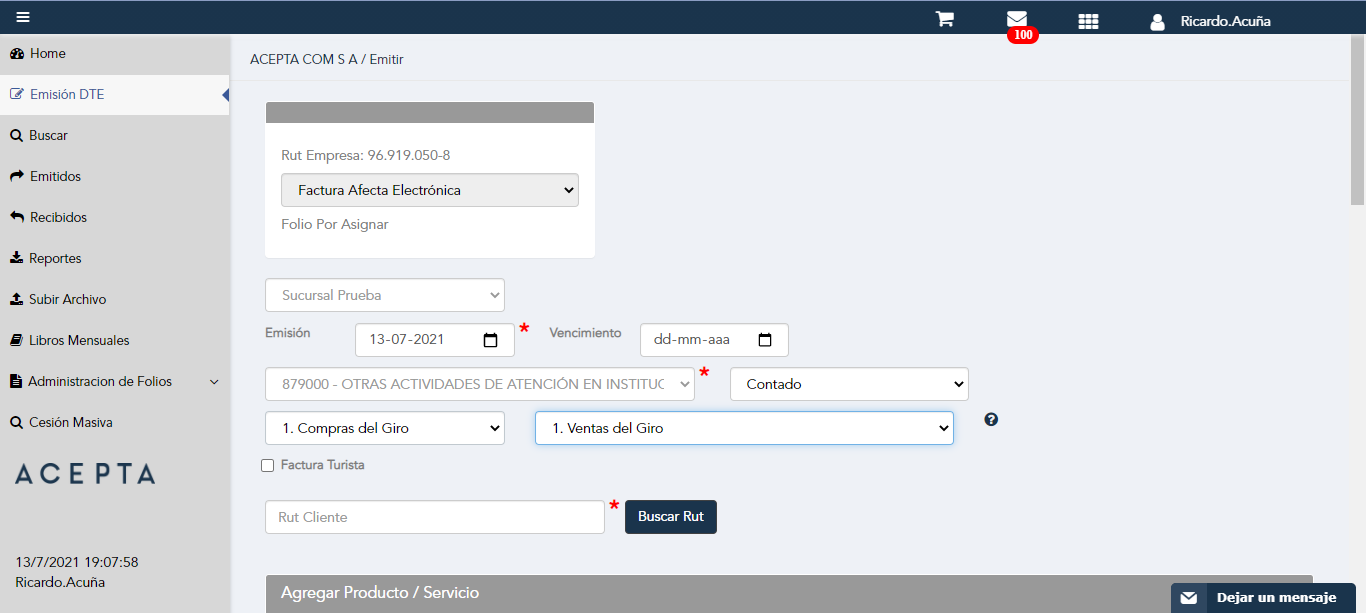 100
Ricardo.Acuña
Home
Emisión DTE
Buscar
Emitidos
Recibidos
Reportes
Subir Archivo
Libros Mensuales
Administracion de Folios
Cesión Masiva
ACEPTA
13/7/2021 19:07:58
Ricardo.Acuña
ACEPTA COM S A / Emitir
Rut Empresa: 96.919.050-8
Factura Afecta Electrónica
Folio Por Asignar
Sucursal Prueba
Emisión 13-07-2021 * Vencimiento dd-mm-aaa
879000 - OTRAS ACTIVIDADES DE ATENCIÓN EN INSTITUC * Contado
1. Compras del Giro 1. Ventas del Giro ?
Factura Turista
Rut Cliente * Buscar Rut
Agregar Producto / Servicio
Dejar un mensaje